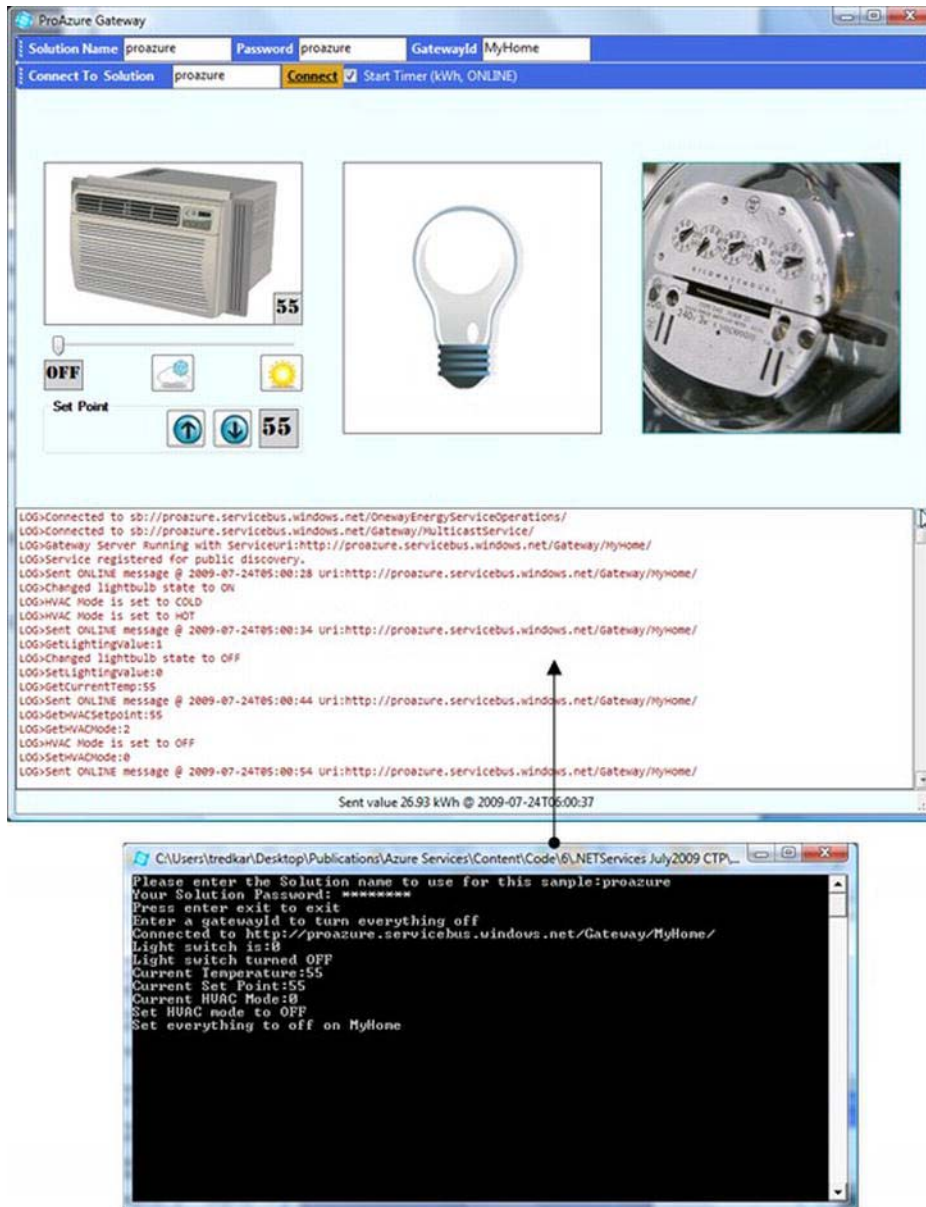 ProAzure Gateway
Solution Name proazure Password proazure GatewayId MyHome
Connect To Solution proazure Connect Start Timer (kWh, ONLINE)
55
OFF
Set Point
55
KILOWATTHOURS
LOG>Connected to sb://proazure.servicebus.windows.net/OnewayEnergyServiceOperations/
LOG>Connected to sb://proazure.servicebus.windows.net/Gateway/MulticastService/
LOG>Gateway Server Running with ServiceUri:http://proazure.servicebus.windows.net/Gateway/MyHome/
LOG>Service registered for public discovery.
LOG>Sent ONLINE message @ 2009-07-24T05:00:28 Uri:http://proazure.servicebus.windows.net/Gateway/MyHome/
LOG>Changed lightbulb state to ON
LOG>HVAC Mode is set to COLD
LOG>HVAC Mode is set to HOT
LOG>Sent ONLINE message @ 2009-07-24T05:00:34 Uri:http://proazure.servicebus.windows.net/Gateway/MyHome/
LOG>GetLightingValue:1
LOG>Changed lightbulb state to OFF
LOG>SetLightingValue:0
LOG>GetCurrentTemp:55
LOG>Sent ONLINE message @ 2009-07-24T05:00:44 Uri:http://proazure.servicebus.windows.net/Gateway/MyHome/
LOG>GetHVACSetpoint:55
LOG>GetHVACMode:2
LOG>HVAC Mode is set to OFF
LOG>SetHVACMode:0
LOG>Sent ONLINE message @ 2009-07-24T05:00:54 Uri:http://proazure.servicebus.windows.net/Gateway/MyHome/
Sent value 26.93 kWh @ 2009-07-24T06:00:37
C:\Users\tredkar\Desktop\Publications\Azure Services\Content\Code\6\.NETServices July2009 CTP\...
Please enter the Solution name to use for this sample:proazure
Your Solution Password: ********
Press enter exit to exit
Enter a gatewayId to turn everything off
Connected to http://proazure.servicebus.windows.net/Gateway/MyHome/
Light switch is:0
Light switch turned OFF
Current Temperature:55
Current Set Point:55
Current HVAC Mode:0
Set HVAC mode to OFF
Set everything to off on MyHome